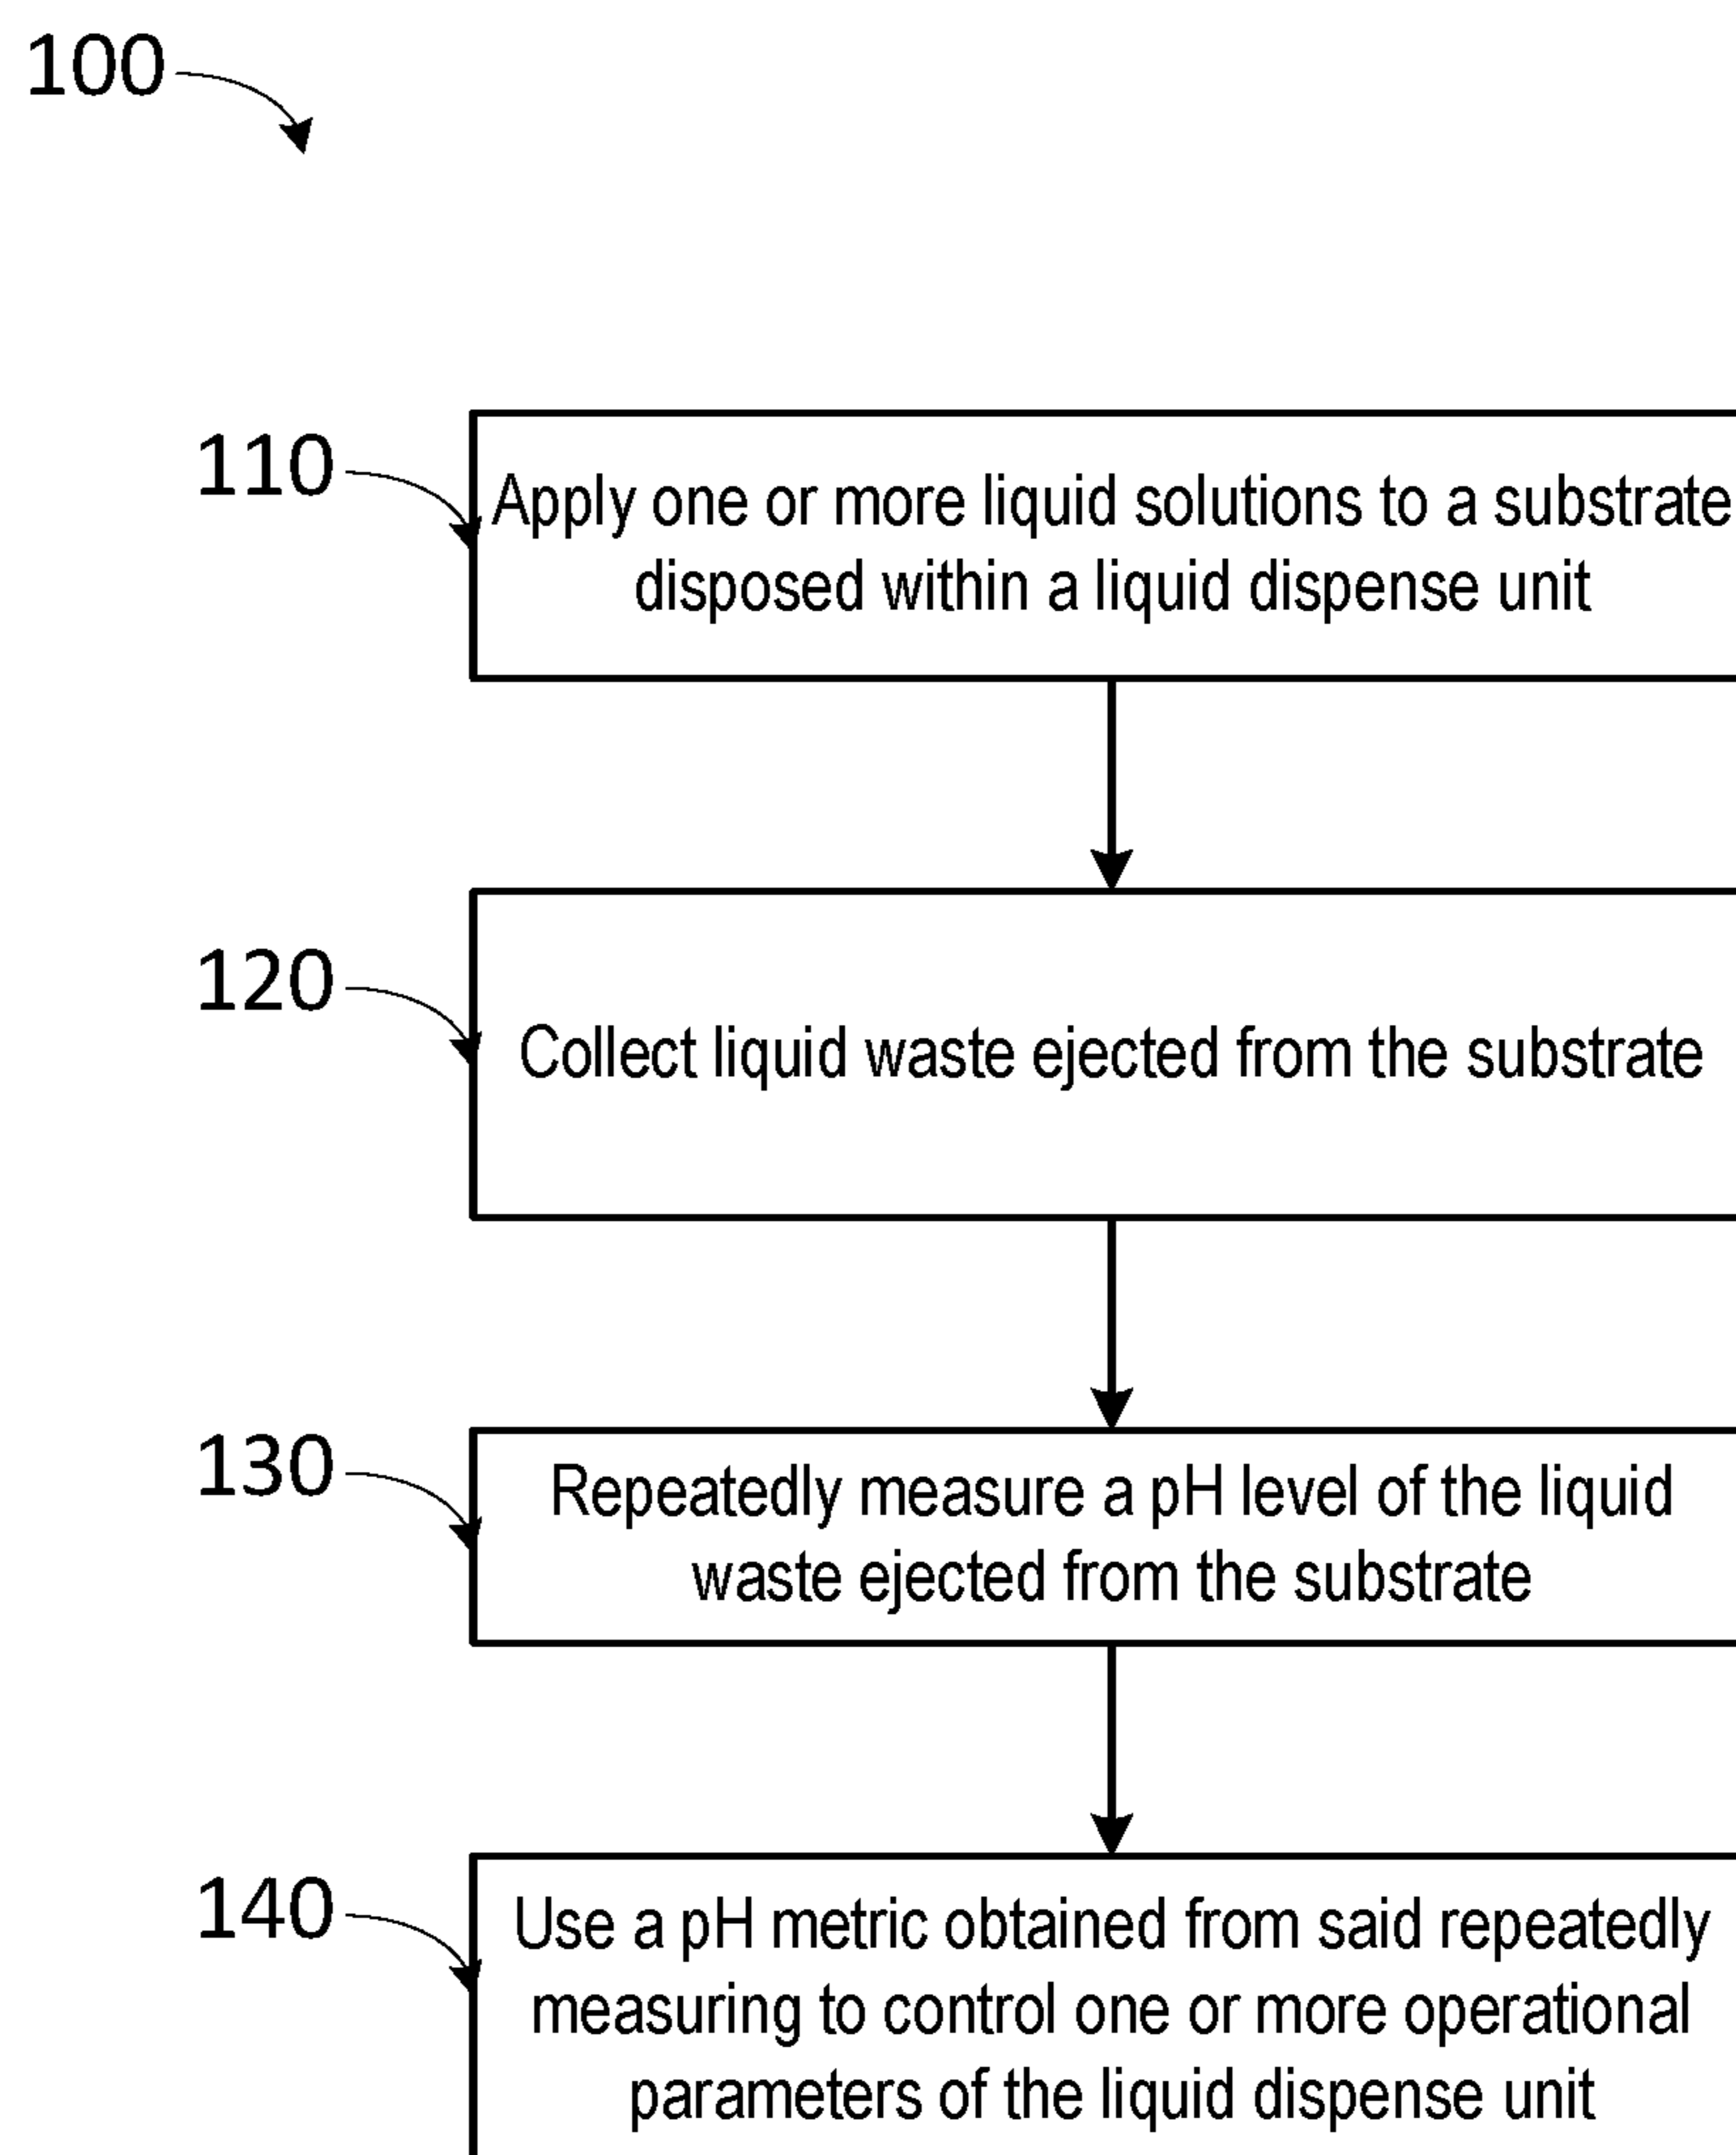 100
110
Apply one or more liquid solutions to a substrate
disposed within a liquid dispense unit
120
Collect liquid waste ejected from the substrate
130
Repeatedly measure a pH level of the liquid
waste ejected from the substrate
140
Use a pH metric obtained from said repeatedly
measuring to control one or more operational
parameters of the liquid dispense unit